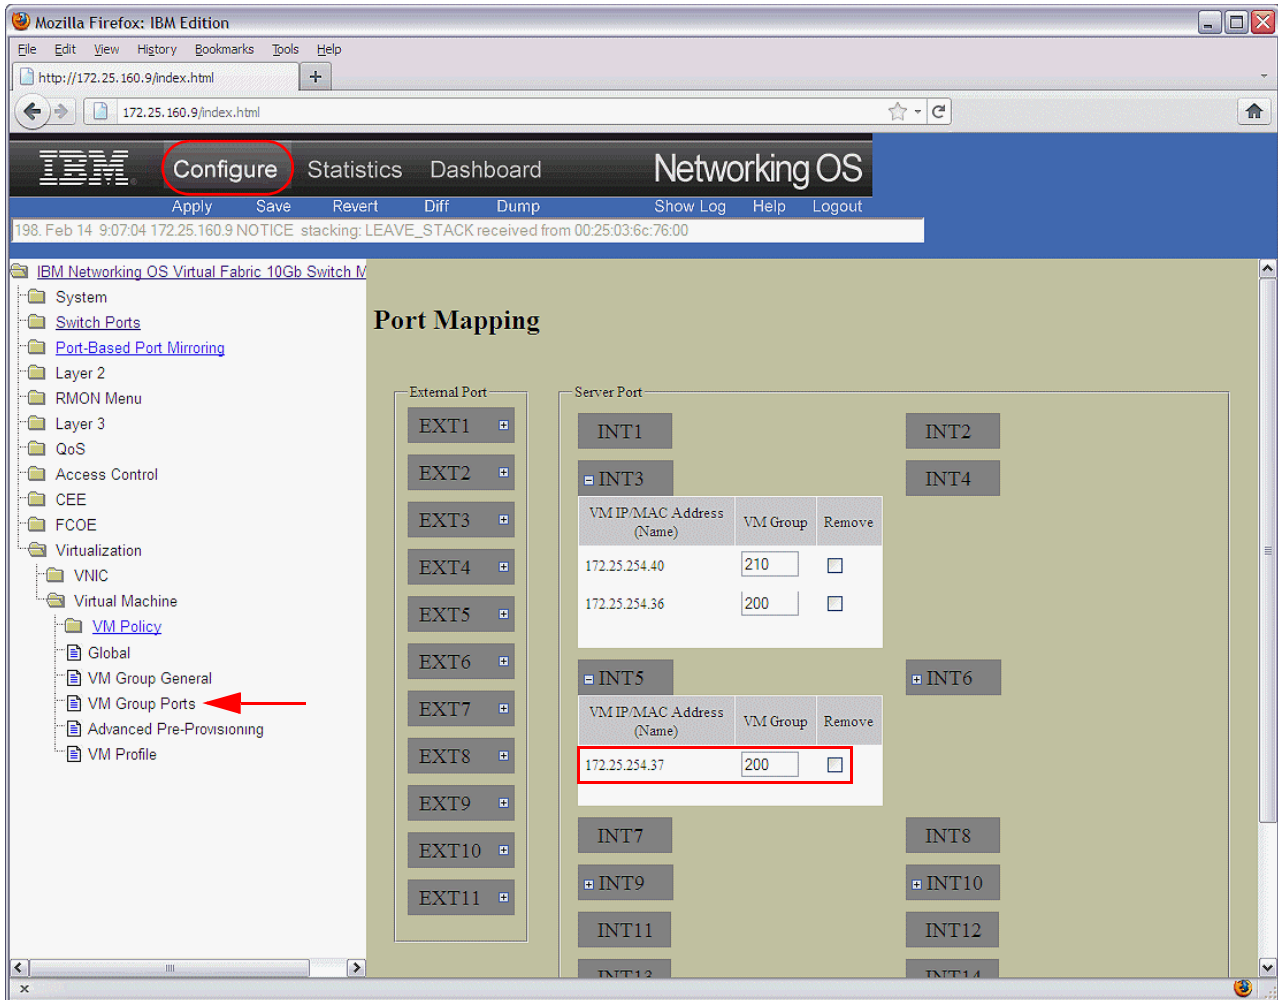 Mozilla Firefox: IBM Edition
File Edit View History Bookmarks Tools Help
http://172.25.160.9/index.html
172.25.160.9/index.html
IBM. Configure Statistics Dashboard Networking OS
Apply Save Revert Diff Dump Show Log Help Logout
198. Feb 14 9:07:04 172.25.160.9 NOTICE stacking: LEAVE_STACK received from 00:25:03:6c:76:00
IBM Networking OS Virtual Fabric 10Gb Switch M
System
Switch Ports
Port-Based Port Mirroring
Layer 2
RMON Menu
Layer 3
QoS
Access Control
CEE
FCOE
Virtualization
VNIC
Virtual Machine
VM Policy
Global
VM Group General
VM Group Ports
Advanced Pre-Provisioning
VM Profile
Port Mapping
External Port
EXT1
EXT2
EXT3
EXT4
EXT5
EXT6
EXT7
EXT8
EXT9
EXT10
EXT11
Server Port
INT1 INT2
INT3 INT4
VM IP/MAC Address (Name) VM Group Remove
172.25.254.40 210
172.25.254.36 200
INT5 INT6
VM IP/MAC Address (Name) VM Group Remove
172.25.254.37 200
INT7 INT8
INT9 INT10
INT11 INT12
INT13 INT14